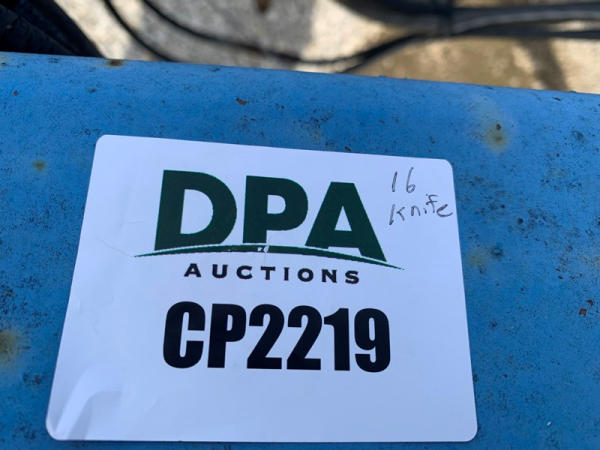 DPA
AUCTIONS
16
Knife
CP2219